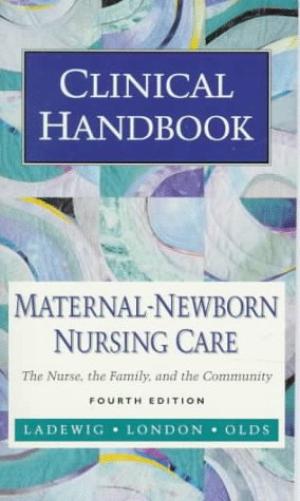 CLINICAL
HANDBOOK
MATERNAL-NEWBORN
NURSING CARE
The Nurse, the Family, and the Community
FOURTH EDITION
LADEWIG • LONDON • OLDS